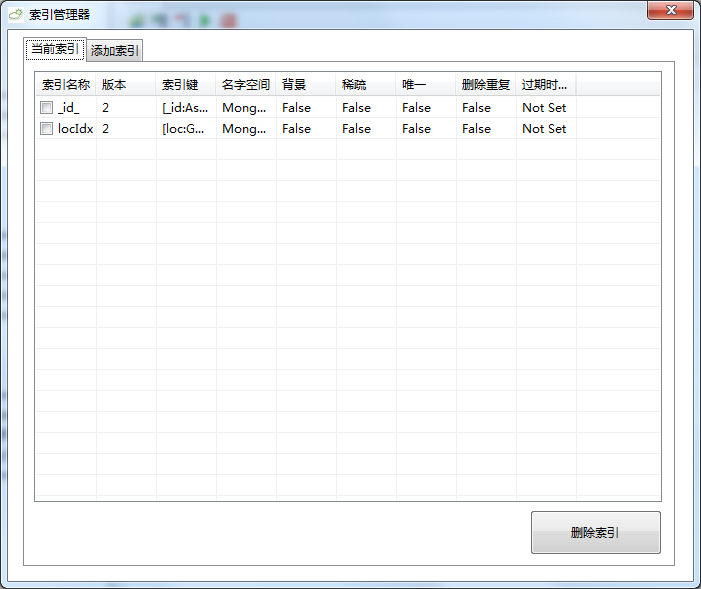 索引管理器
当前索引 添加索引
索引名称 版本 索引键 名字空间 背景 稀疏 唯一 删除重复 过期时...
_id_ 2 [_id:As... Mong... False False False False Not Set
locIdx 2 [loc:G... Mong... False False False False Not Set
删除索引